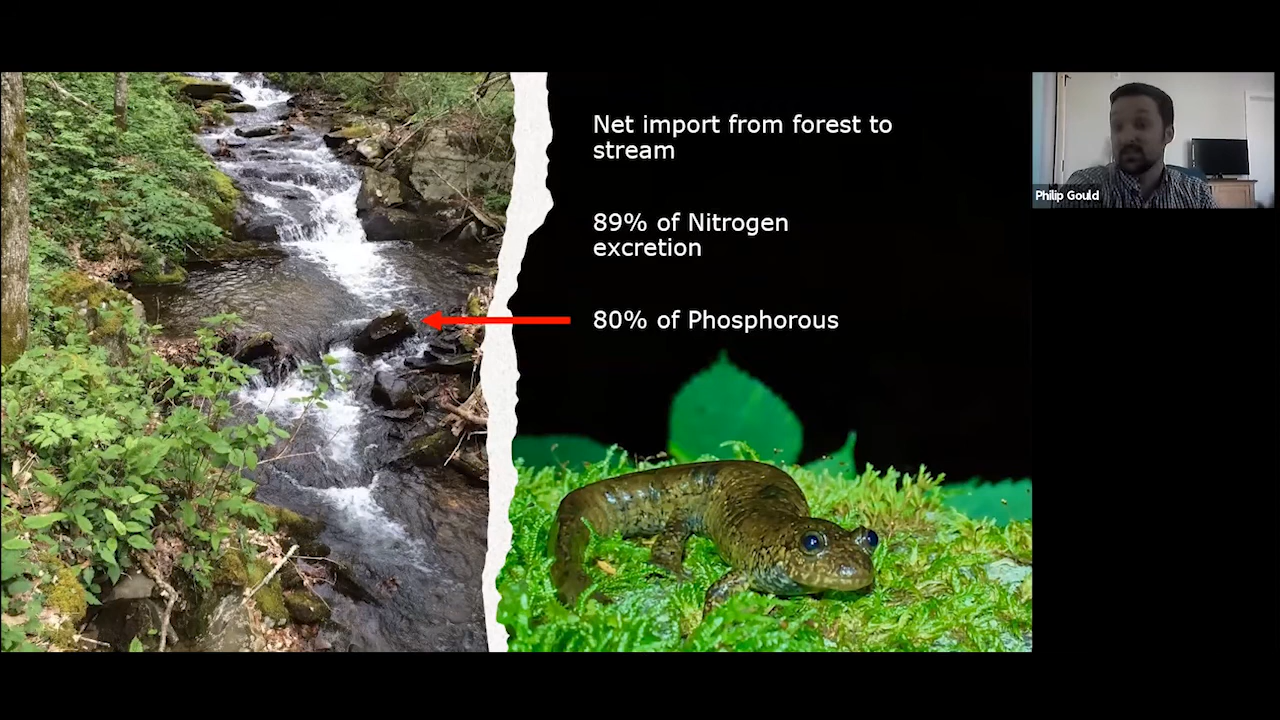 Net import from forest to
stream
89% of Nitrogen
excretion
80% of Phosphorous
Philip Gould